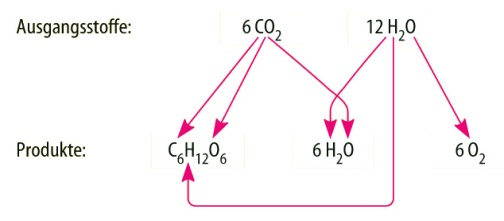 Ausgangsstoffe: 6 CO₂ 12 H₂O
Produkte: C₆H₁₂O₆ 6 H₂O 6 O₂